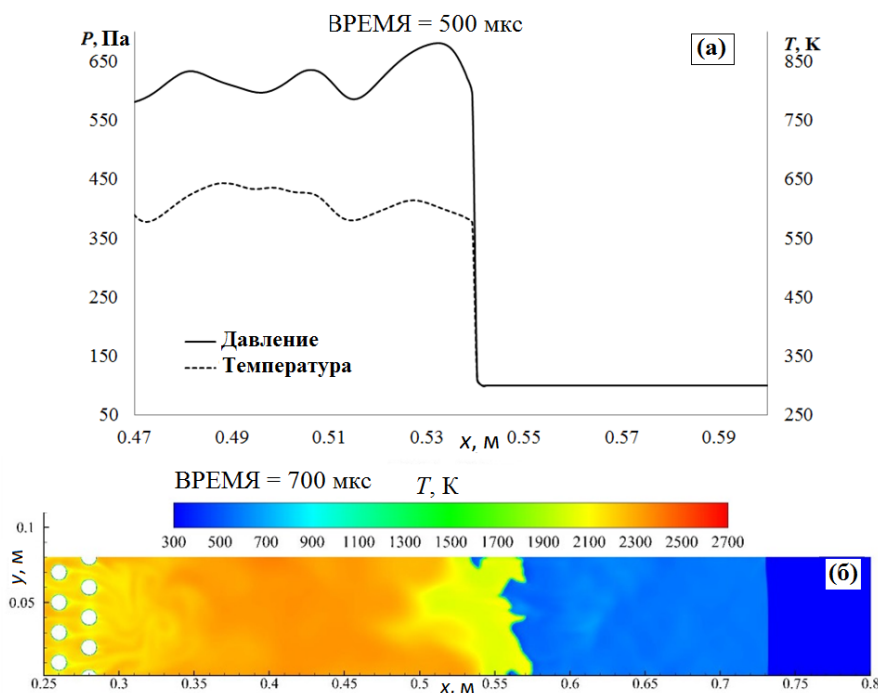 ВРЕМЯ = 500 мкс
P, Па
(а)
T, К
650
850
550
750
450
650
350
550
250
450
Давление
150
350
Температура
50
250
0.47 0.49 0.51 0.53 x, м 0.55 0.57 0.59
ВРЕМЯ = 700 мкс T, К
0.1
300 500 700 900 1100 1300 1500 1700 1900 2100 2300 2700
y, м
(б)
0.05
0
0.25 0.3 0.35 0.4 0.45 x, м 0.5 0.55 0.6 0.65 0.7 0.75 0.8